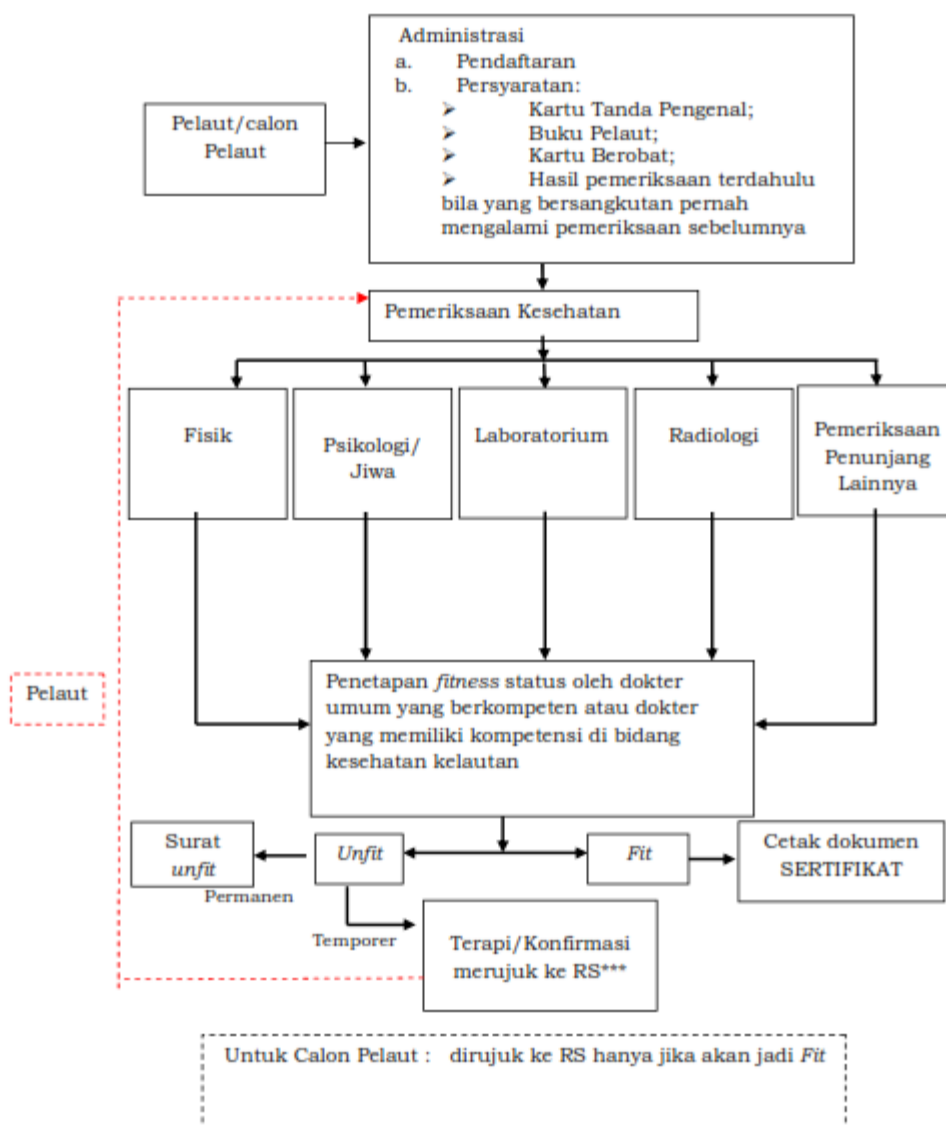 Administrasi
a. Pendaftaran
b. Persyaratan:
➢ Kartu Tanda Pengenal;
➢ Buku Pelaut;
➢ Kartu Berobat;
➢ Hasil pemeriksaan terdahulu
bila yang bersangkutan pernah
mengalami pemeriksaan sebelumnya
Pelaut/calon
Pelaut
Pemeriksaan Kesehatan
Fisik
Psikologi/
Jiwa
Laboratorium
Radiologi
Pemeriksaan
Penunjang
Lainnya
Pelaut
Penetapan fitness status oleh dokter
umum yang berkompeten atau dokter
yang memiliki kompetensi di bidang
kesehatan kelautan
Surat
unfit
Unfit
Fit
Cetak dokumen
SERTIFIKAT
Permanen
Temporer
Terapi/Konfirmasi
merujuk ke RS***
Untuk Calon Pelaut : dirujuk ke RS hanya jika akan jadi Fit